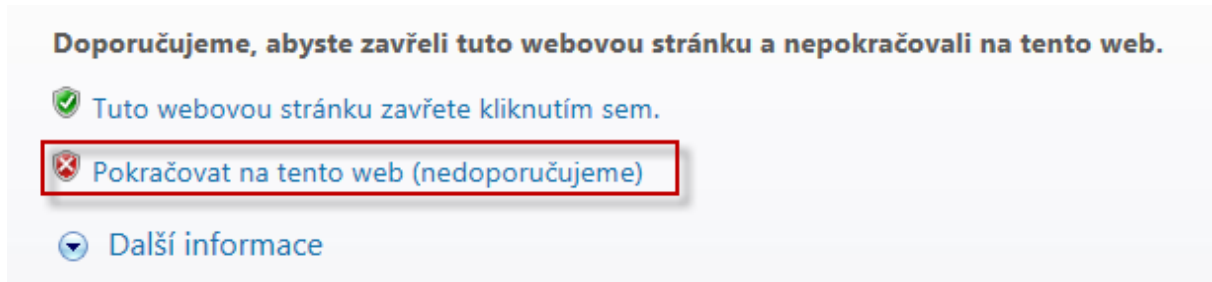 Doporučujeme, abyste zavřeli tuto webovou stránku a nepokračovali na tento web.
Tuto webovou stránku zavřete kliknutím sem.
Pokračovat na tento web (nedoporučujeme)
Další informace